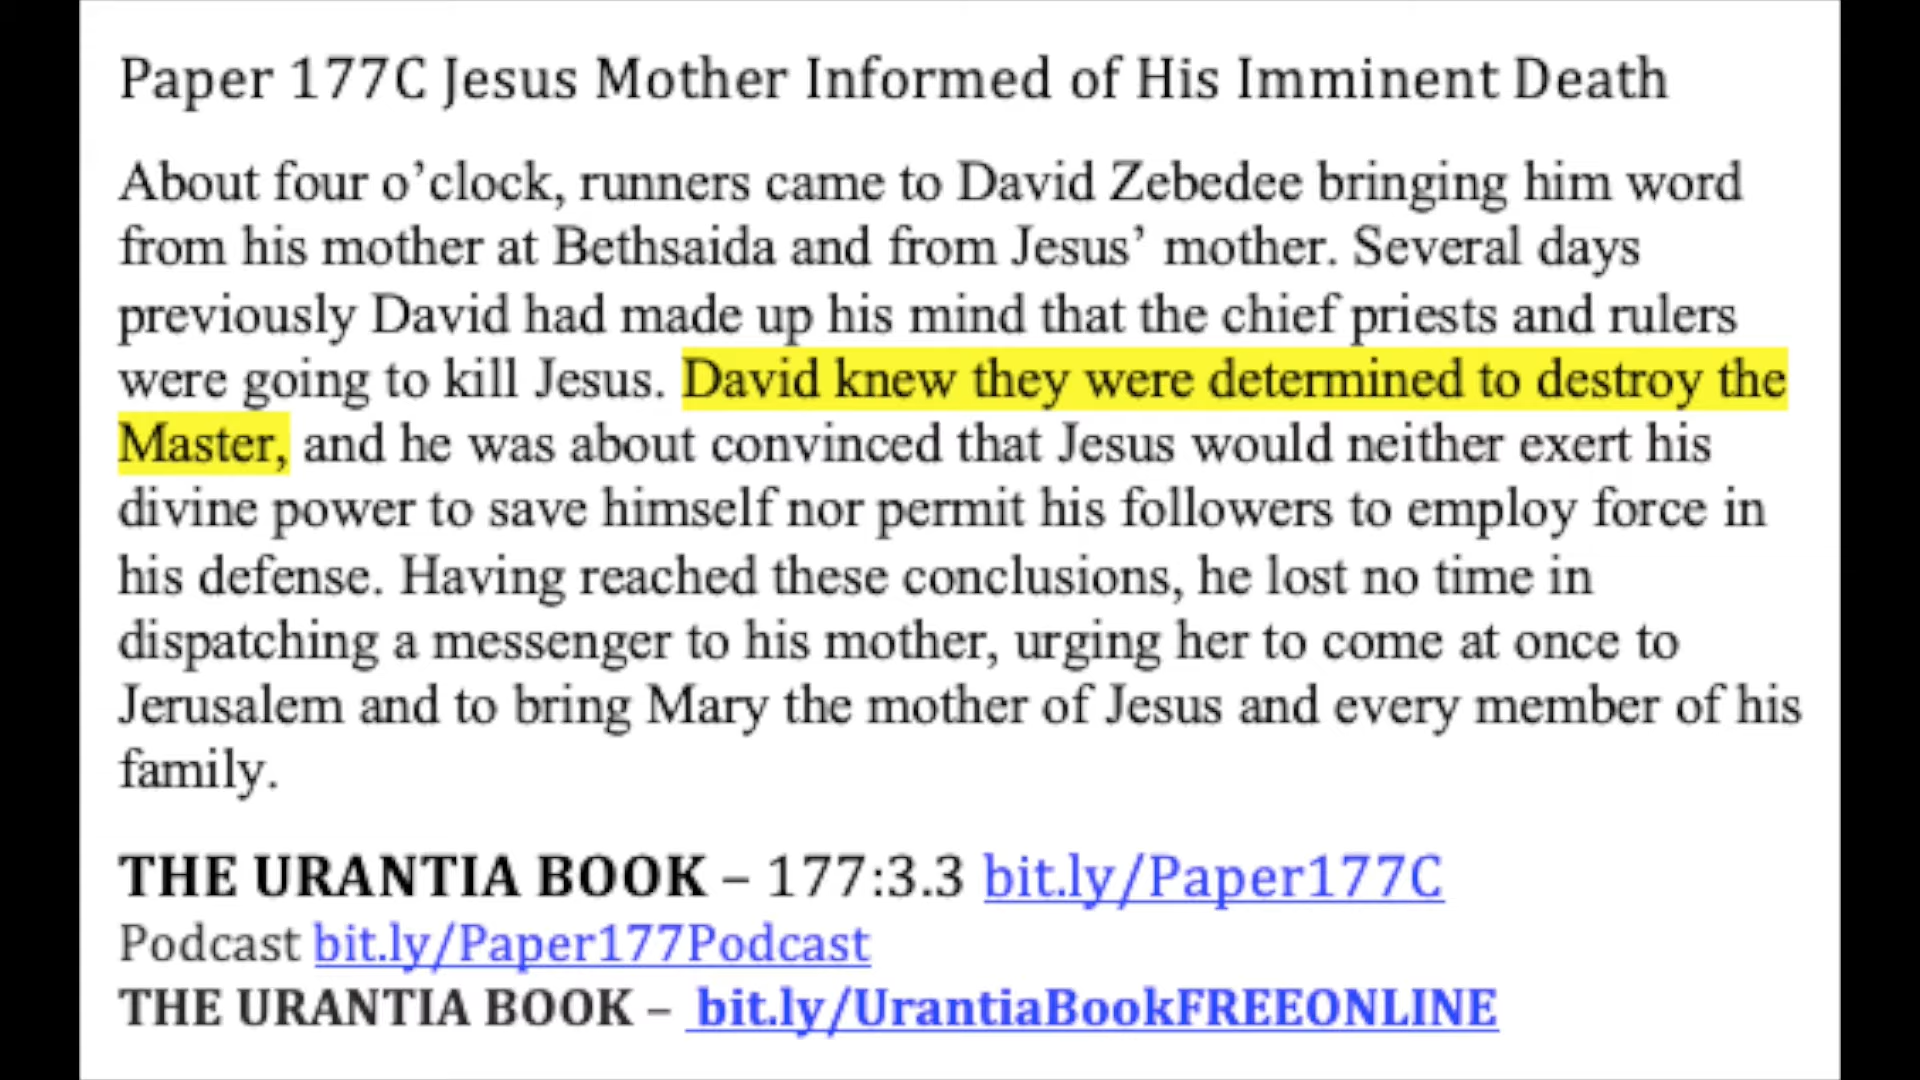 Paper 177C Jesus Mother Informed of His Imminent Death
About four o’clock, runners came to David Zebedee bringing him word
from his mother at Bethsaida and from Jesus’ mother. Several days
previously David had made up his mind that the chief priests and rulers
were going to kill Jesus. David knew they were determined to destroy the
Master, and he was about convinced that Jesus would neither exert his
divine power to save himself nor permit his followers to employ force in
his defense. Having reached these conclusions, he lost no time in
dispatching a messenger to his mother, urging her to come at once to
Jerusalem and to bring Mary the mother of Jesus and every member of his
family.
THE URANTIA BOOK – 177:3.3 bit.ly/Paper177C
Podcast bit.ly/Paper177Podcast
THE URANTIA BOOK – bit.ly/UrantiaBookFREEONLINE